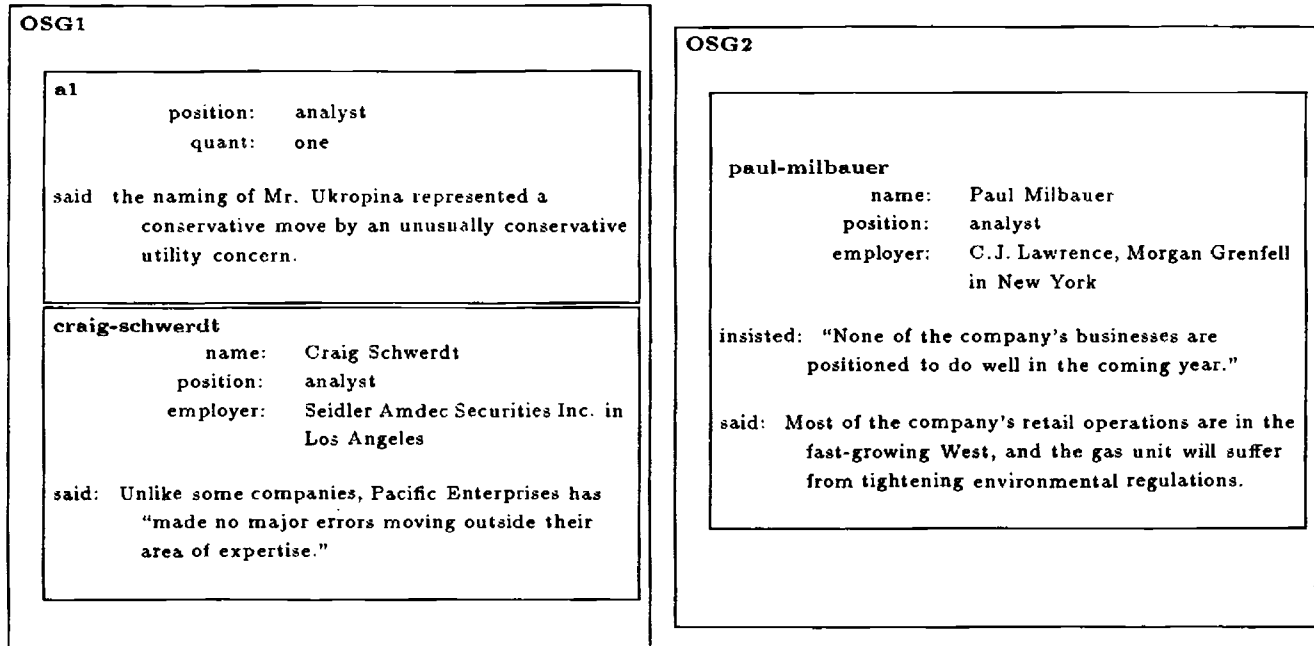 OSG1
a1
position: analyst
quant: one
said the naming of Mr. Ukropina represented a
conservative move by an unusually conservative
utility concern.
craig-schwerdt
name: Craig Schwerdt
position: analyst
employer: Seidler Amdec Securities Inc. in
Los Angeles
said: Unlike some companies, Pacific Enterprises has
“made no major errors moving outside their
area of expertise.”
OSG2
paul-milbauer
name: Paul Milbauer
position: analyst
employer: C.J. Lawrence, Morgan Grenfell
in New York
insisted: “None of the company’s businesses are
positioned to do well in the coming year.”
said: Most of the company’s retail operations are in the
fast-growing West, and the gas unit will suffer
from tightening environmental regulations.